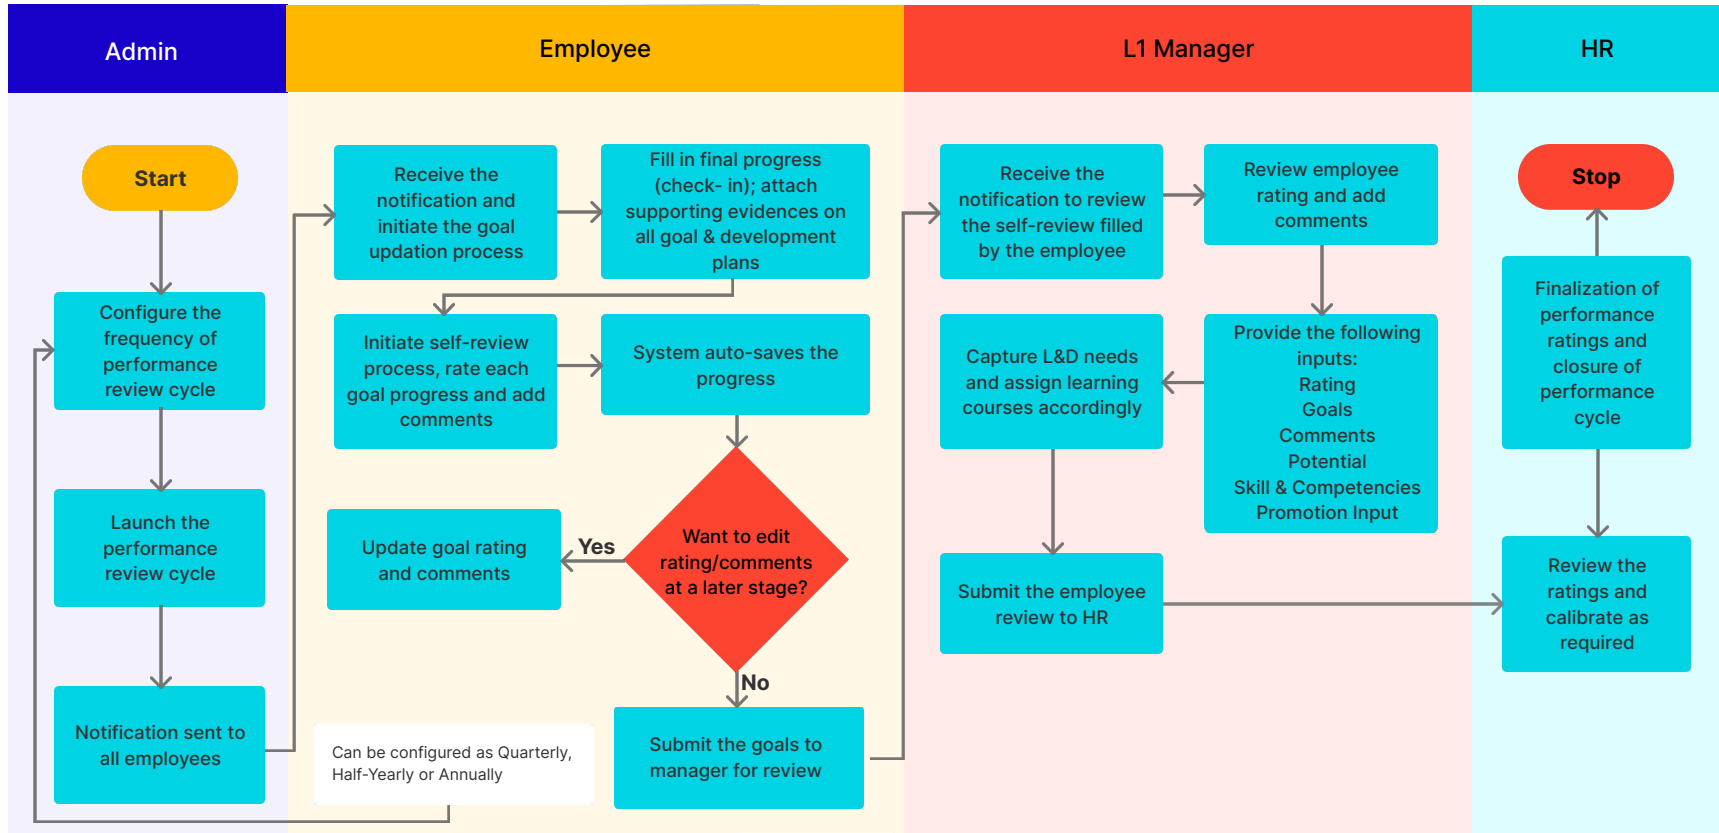 Admin
Employee
L1 Manager
HR
Start
Configure the
frequency of
performance
review cycle
Launch the
performance
review cycle
Notification sent to
all employees
Receive the
notification and
initiate the goal
updation process
Fill in final progress
(check- in); attach
supporting evidences on
all goal & development
plans
Initiate self-review
process, rate each
goal progress and add
comments
System auto-saves the
progress
Want to edit
rating/comments
at a later stage?
Yes
Update goal rating
and comments
No
Submit the goals to
manager for review
Can be configured as Quarterly,
Half-Yearly or Annually
Receive the
notification to review
the self-review filled
by the employee
Review employee
rating and add
comments
Provide the following
inputs:
Rating
Goals
Comments
Potential
Skill & Competencies
Promotion Input
Capture L&D needs
and assign learning
courses accordingly
Submit the employee
review to HR
Stop
Finalization of
performance
ratings and
closure of
performance
cycle
Review the
ratings and
calibrate as
required